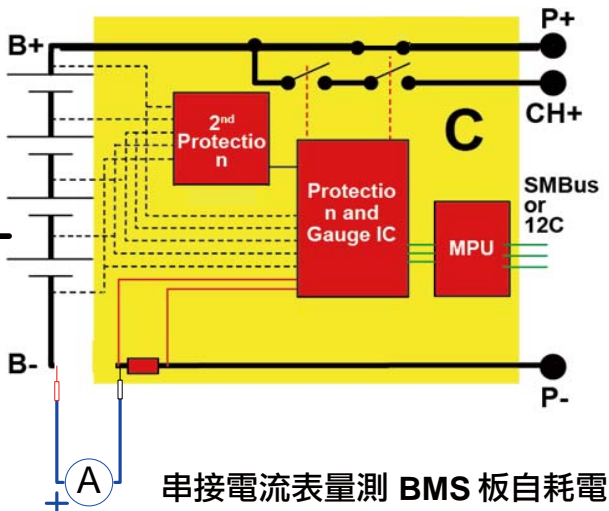 P+
B+
CH+
2nd
Protectio
n
C
Protectio
n and
Gauge IC
SMBus
or
12C
MPU
B-
P-
A
+
串接電流表量測 BMS 板自耗電